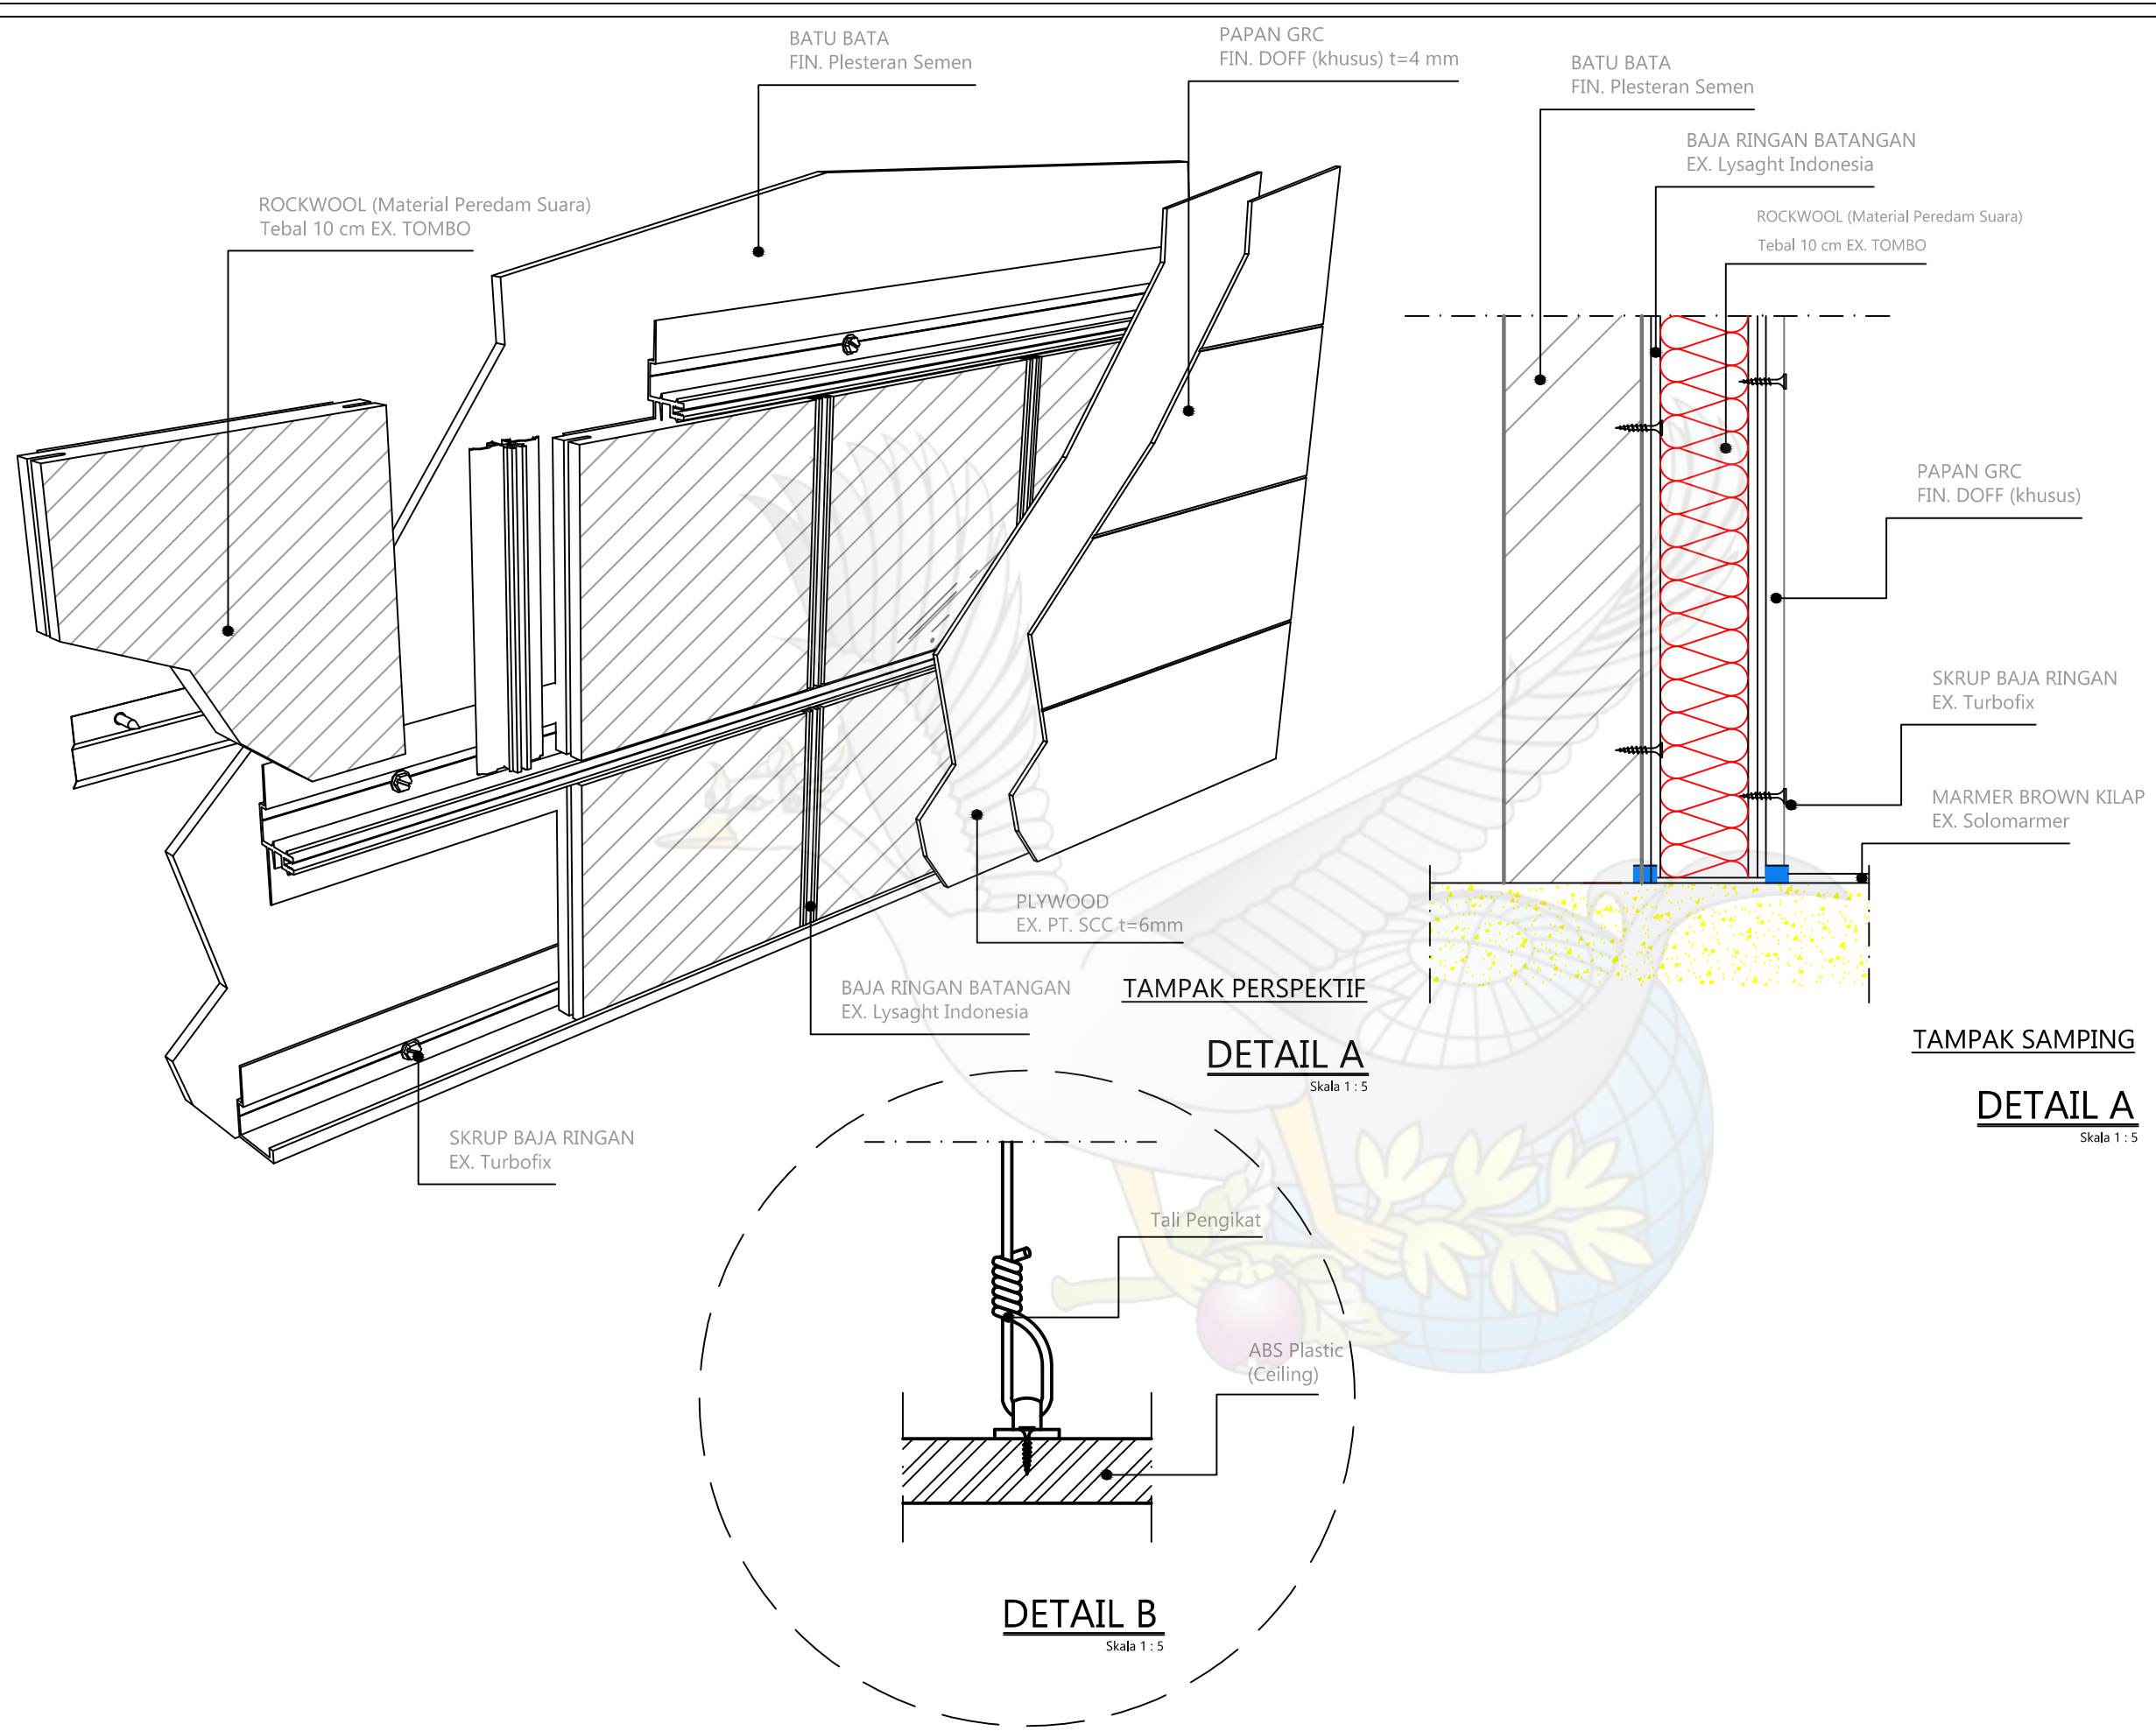 BATU BATA
FIN. Plesteran Semen
PAPAN GRC
FIN. DOFF (khusus) t=4 mm
ROCKWOOL (Material Peredam Suara)
Tebal 10 cm EX. TOMBO
PLYWOOD
EX. PT. SCC t=6mm
BAJA RINGAN BATANGAN
EX. Lysaght Indonesia
SKRUP BAJA RINGAN
EX. Turbofix
TAMPAK PERSPEKTIF
DETAIL A
Skala 1 : 5
BATU BATA
FIN. Plesteran Semen
BAJA RINGAN BATANGAN
EX. Lysaght Indonesia
ROCKWOOL (Material Peredam Suara)
Tebal 10 cm EX. TOMBO
PAPAN GRC
FIN. DOFF (khusus)
SKRUP BAJA RINGAN
EX. Turbofix
MARMER BROWN KILAP
EX. Solomarmer
TAMPAK SAMPING
DETAIL A
Skala 1 : 5
Tali Pengikat
ABS Plastic
(Ceiling)
DETAIL B
Skala 1 : 5